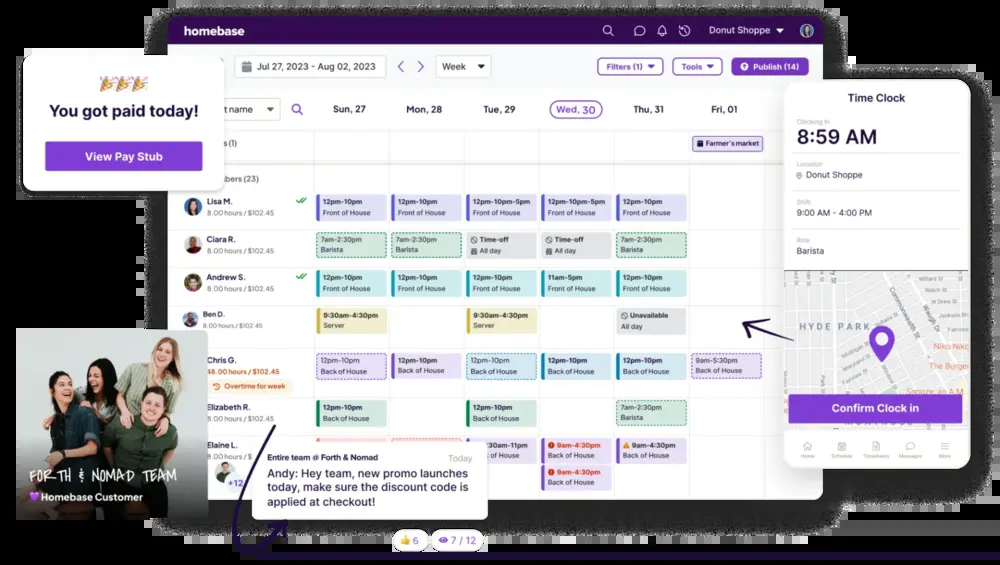 homebase
Donut Shoppe
Jul 27, 2023 - Aug 02, 2023
Week
Filters (1)
Tools
Publish (14)
You got paid today!
View Pay Stub
name
Sun, 27
Mon, 28
Tue, 29
Wed, 30
Thu, 31
Fri, 01
(1)
Farmer's market
(23)
Lisa M.
8.00 hours / $102.45
12pm-10pm
Front of House
12pm-10pm
Front of House
12pm-10pm-5pm
Front of House
12pm-10pm-5pm
Front of House
12pm-10pm
Front of House
Ciara R.
8.00 hours / $102.45
7am-2:30pm
Barista
7am-2:30pm
Barista
Time-off
All day
Time-off
All day
7am-2:30pm
Barista
Andrew S.
8.00 hours / $102.45
12pm-10pm
Front of House
12pm-10pm
Front of House
12pm-10pm
Front of House
11am-5pm
Front of House
12pm-10pm
Front of House
Ben D.
8.00 hours / $102.45
9:30am-4:30pm
Server
9:30am-4:30pm
Server
Unavailable
All day
Chris G.
48.00 hours / $102.45
Overtime for week
12pm-10pm
Back of House
12pm-10pm
Back of House
12pm-10pm
Back of House
12pm-10pm
Back of House
12pm-10pm
Back of House
9am-5:30pm
Back of House
Elizabeth R.
8.00 hours / $102.45
12pm-10pm
Back of House
12pm-10pm
Back of House
7am-2:30pm
Barista
Elaine L.
8.00
+12
30am-11pm
of House
9am-4:30pm
Back of House
9am-4:30pm
Back of House
9am-4:30pm
Back of House
Entire team @ Forth & Nomad
Today
Andy: Hey team, new promo launches
today, make sure the discount code is
applied at checkout!
6
7 / 12
FORTH & NOMAD TEAM
Homebase Customer
Time Clock
Clocking in
8:59 AM
Location
Donut Shoppe
Shift
9:00 AM - 4:00 PM
Role
Barista
HYDE PARK
Commonwealth St
Willard St
Waugh Dr
Niko Niko
The Burger
Confirm Clock in
Home
Schedule
Timesheets
Messages
More